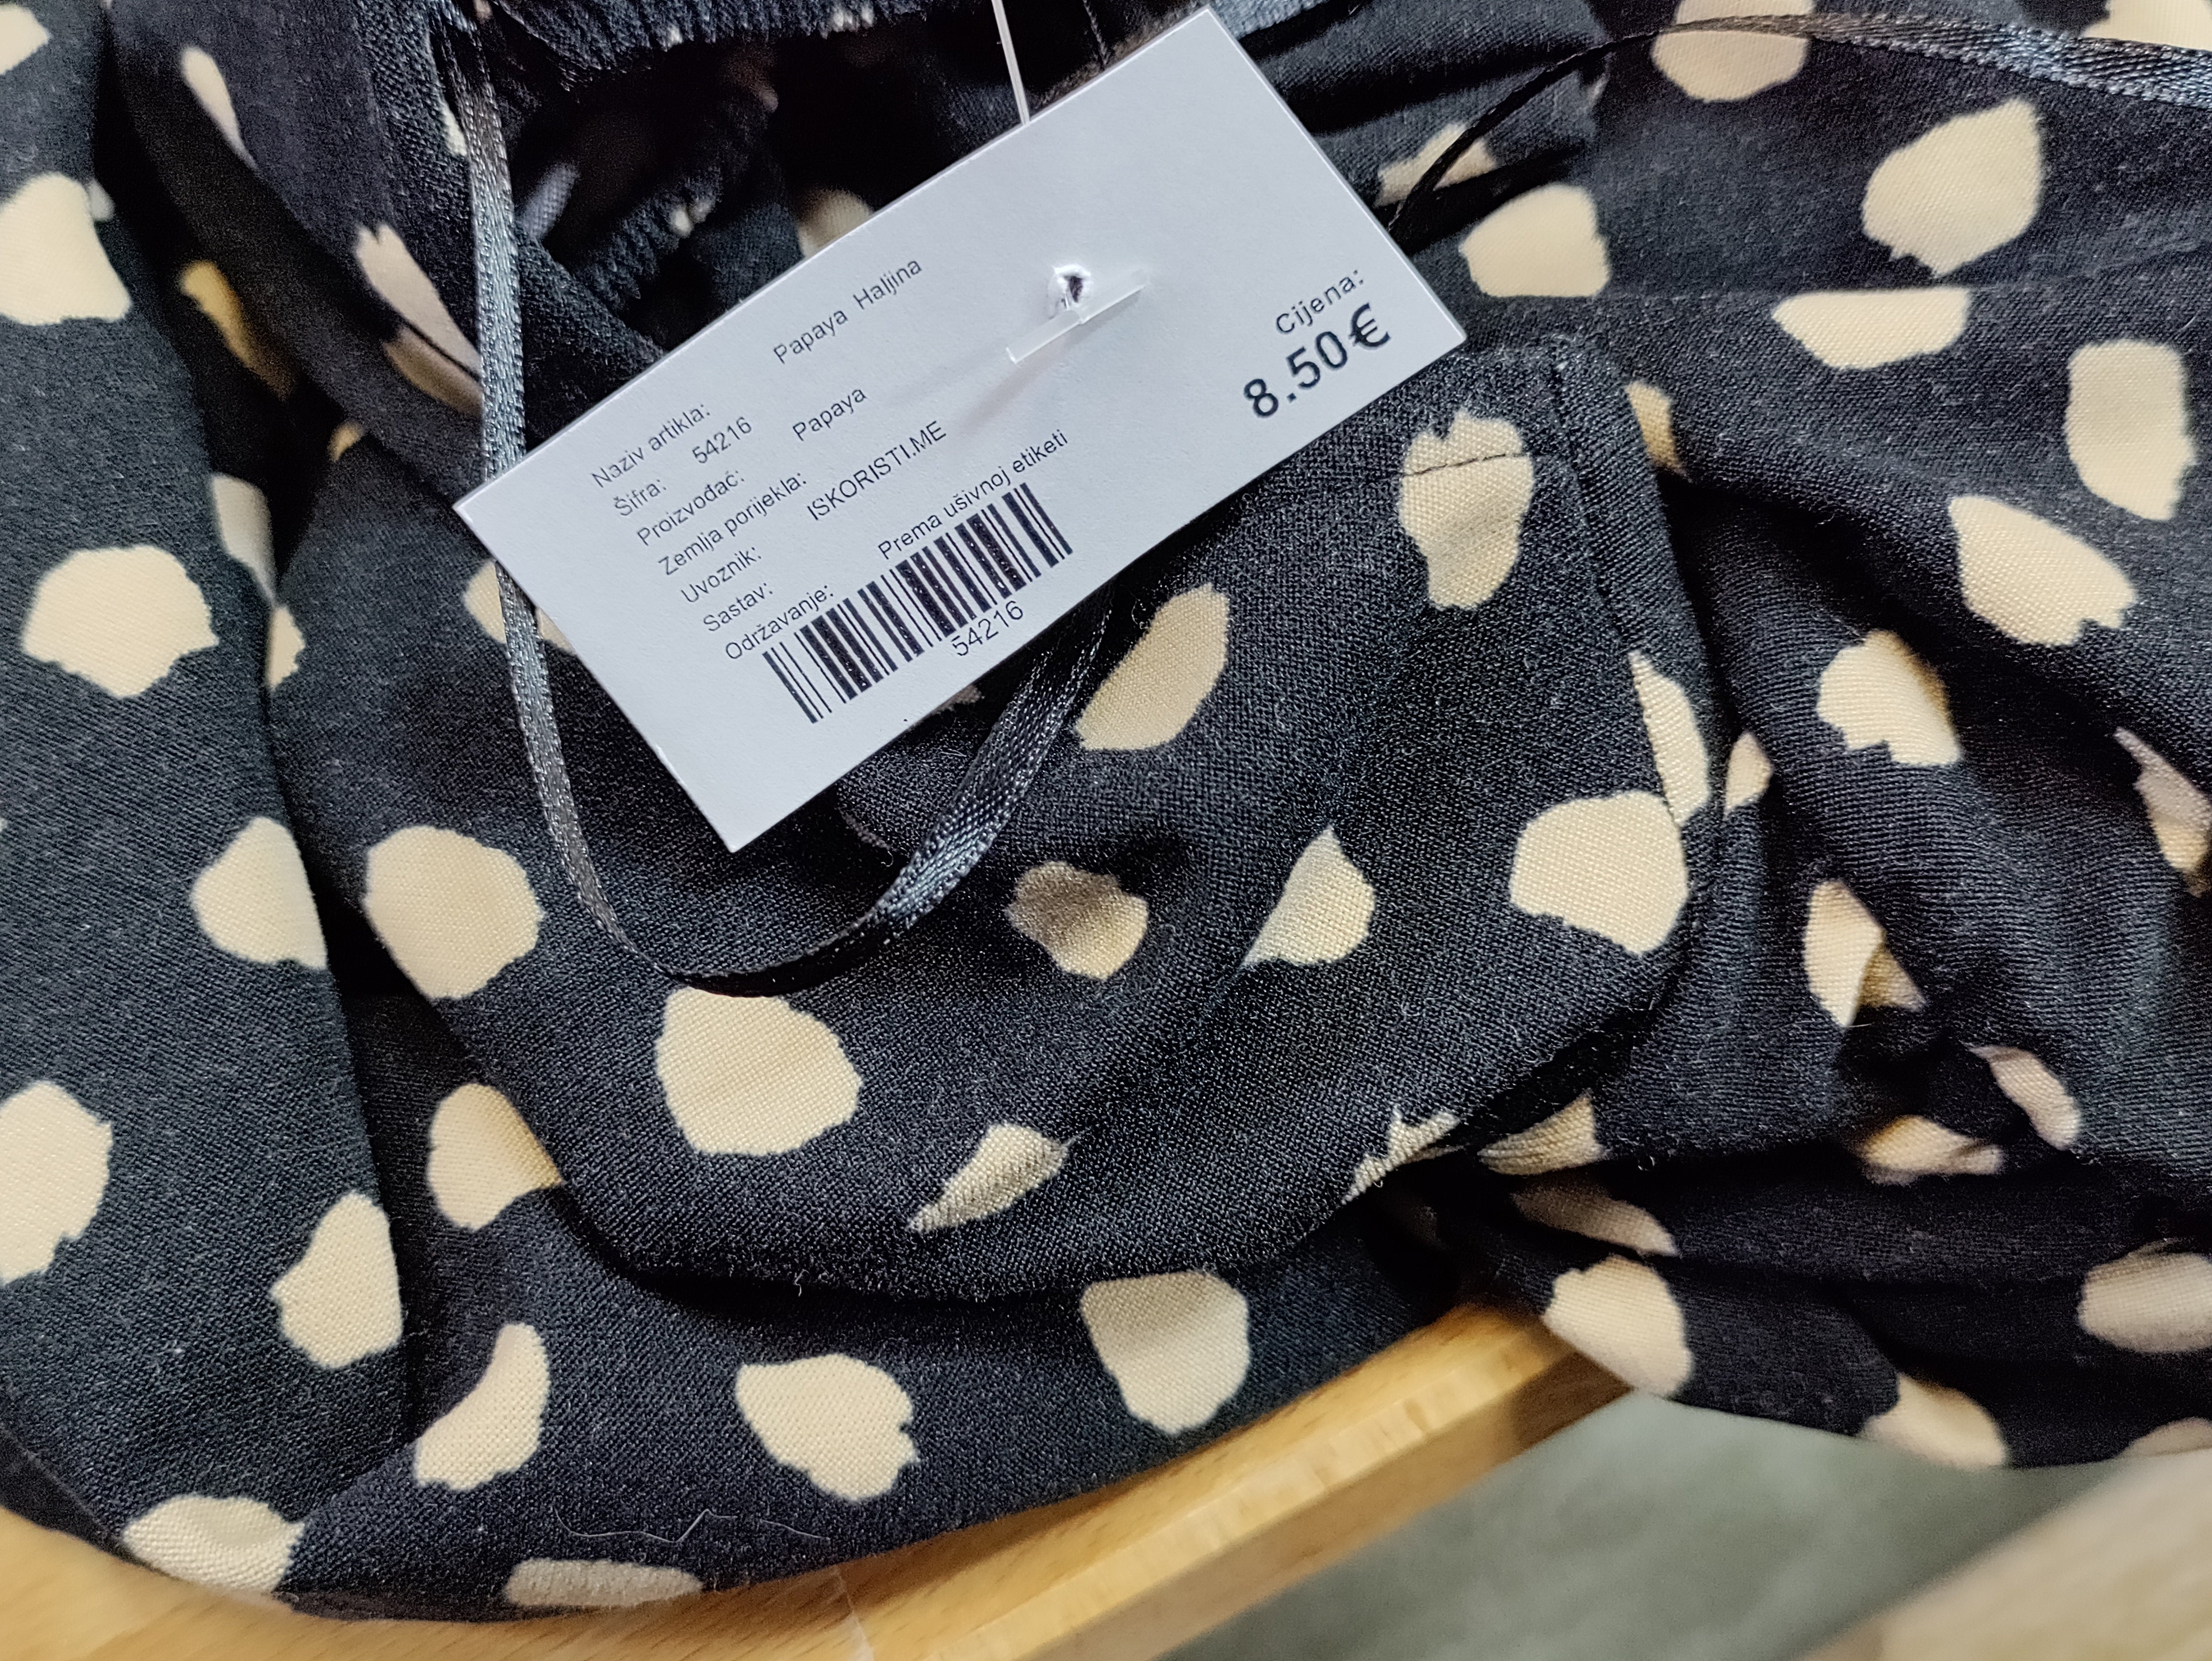 Naziv artikla: Papaya Haljina
Šifra: 54216
Proizvođać: Papaya
Zemlja porijekla:
Uvoznik: ISKORISTI.ME
Sastav:
Održavanje: Prema ušivnoj etiketi
54216
Cijena:
8.50€